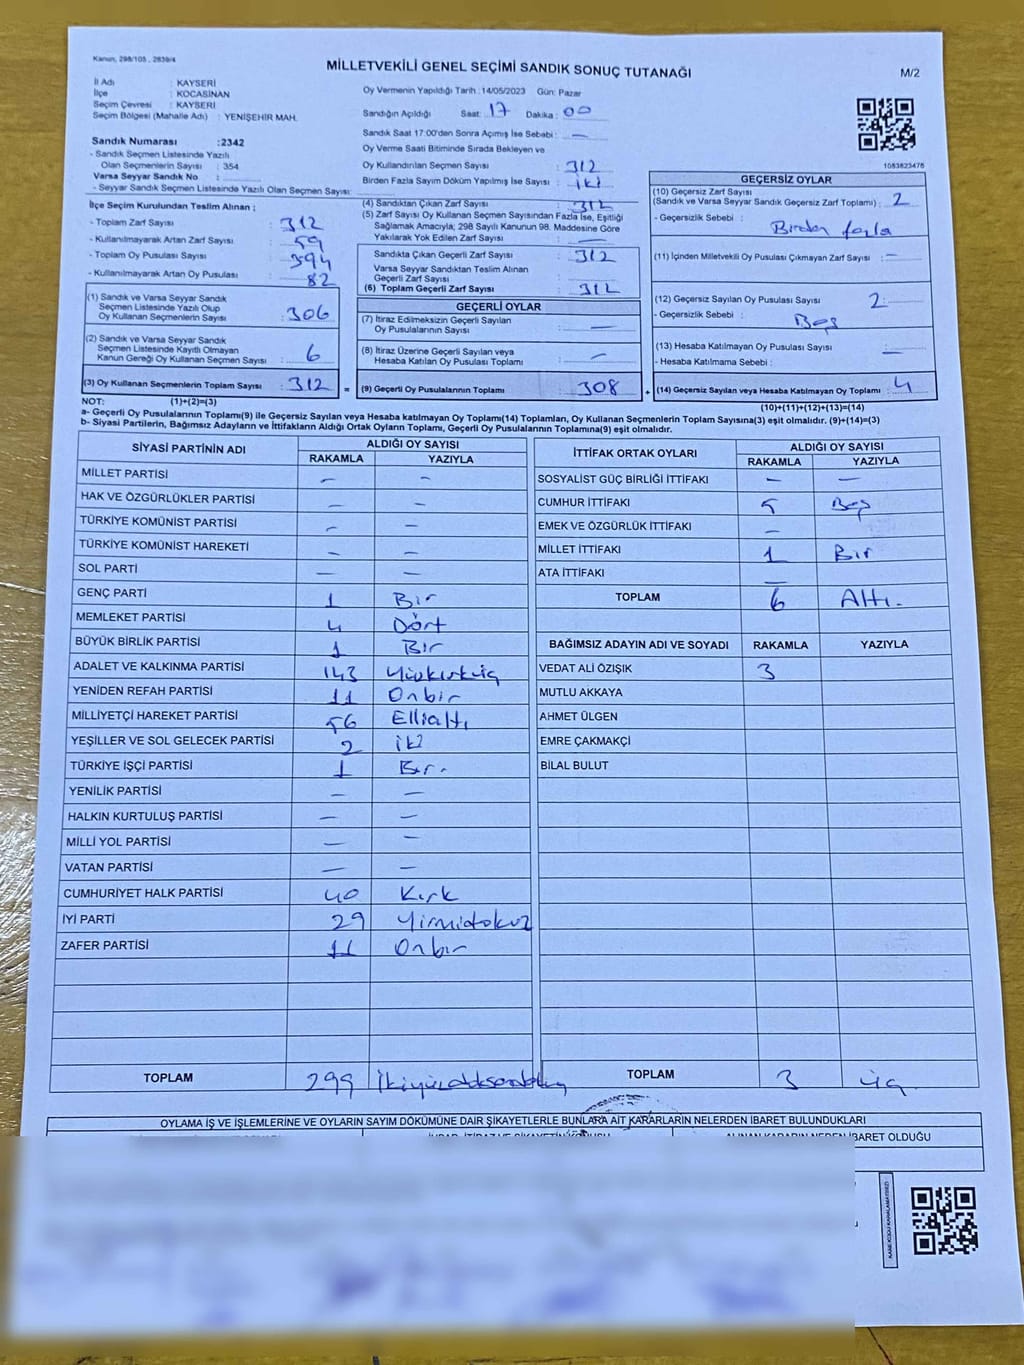 Kanun, 298/105 , 2839/4
MİLLETVEKİLİ GENEL SEÇİMİ SANDIK SONUÇ TUTANAĞI
M/2
İl Adı : KAYSERİ
İlçe : KOCASİNAN
Seçim Çevresi : KAYSERİ
Seçim Bölgesi (Mahalle Adı) : YENİŞEHİR MAH.
Sandık Numarası :2342
- Sandık Seçmen Listesinde Yazılı
Olan Seçmenlerin Sayısı : 354
Varsa Seyyar Sandık No :
- Seyyar Sandık Seçmen Listesinde Yazılı Olan Seçmen Sayısı:
Oy Vermenin Yapıldığı Tarih :14/05/2023 Gün: Pazar
Sandığın Açıldığı Saat: 17 Dakika: 00
Sandık Saat 17:00'den Sonra Açımış İse Sebebi : —
Oy Verme Saati Bitiminde Sırada Bekleyen ve
Oy Kullandırılan Seçmen Sayısı : 312
Birden Fazla Sayım Döküm Yapılmış İse Sayısı : iki
1083823476
İlçe Seçim Kurulundan Teslim Alınan :
- Toplam Zarf Sayısı : 312
- Kullanılmayarak Artan Zarf Sayısı : 59
- Toplam Oy Pusulası Sayısı : 394
- Kullanılmayarak Artan Oy Pusulası : 82
(1) Sandık ve Varsa Seyyar Sandık
Seçmen Listesinde Yazılı Olup
Oy Kullanan Seçmenlerin Sayısı : 306
(2) Sandık ve Varsa Seyyar Sandık
Seçmen Listesinde Kayıtlı Olmayan
Kanun Gereği Oy Kullanan Seçmen Sayısı : 6
(3) Oy Kullanan Seçmenlerin Toplam Sayısı : 312 =
(4) Sandıktan Çıkan Zarf Sayısı : 312
(5) Zarf Sayısı Oy Kullanan Seçmen Sayısından Fazla İse, Eşitliği
Sağlamak Amacıyla; 298 Sayılı Kanunun 98. Maddesine Göre
Yakılarak Yok Edilen Zarf Sayısı : —
Sandıkta Çıkan Geçerli Zarf Sayısı : 312
Varsa Seyyar Sandıktan Teslim Alınan
Geçerli Zarf Sayısı :
(6) Toplam Geçerli Zarf Sayısı : 312
GEÇERLİ OYLAR
(7) İtiraz Edilmeksizin Geçerli Sayılan
Oy Pusulalarının Sayısı : —
(8) İtiraz Üzerine Geçerli Sayılan veya
Hesaba Katılan Oy Pusulası Toplamı : —
(9) Geçerli Oy Pusulalarının Toplamı : 308 +
GEÇERSİZ OYLAR
(10) Geçersiz Zarf Sayısı
(Sandık ve Varsa Seyyar Sandık Geçersiz Zarf Toplamı) : 2
- Geçersizlik Sebebi : Birden fazla
(11) İçinden Milletvekili Oy Pusulası Çıkmayan Zarf Sayısı: —
(12) Geçersiz Sayılan Oy Pusulası Sayısı : 2
- Geçersizlik Sebebi : Boş
(13) Hesaba Katılmayan Oy Pusulası Sayısı : —
- Hesaba Katılmama Sebebi :
(14) Geçersiz Sayılan veya Hesaba Katılmayan Oy Toplamı : 4
NOT: (1)+(2)=(3)
(10)+(11)+(12)+(13)=(14)
a- Geçerli Oy Pusulalarının Toplamı(9) ile Geçersiz Sayılan veya Hesaba katılmayan Oy Toplamı(14) Toplamları, Oy Kullanan Seçmenlerin Toplam Sayısına(3) eşit olmalıdır. (9)+(14)=(3)
b- Siyasi Partilerin, Bağımsız Adayların ve İttifakların Aldığı Ortak Oyların Toplamı, Geçerli Oy Pusulalarının Toplamına(9) eşit olmalıdır.
SİYASİ PARTİNİN ADI ALDIĞI OY SAYISI
RAKAMLA YAZIYLA
MİLLET PARTİSİ — —
HAK VE ÖZGÜRLÜKLER PARTİSİ — —
TÜRKİYE KOMÜNİST PARTİSİ — —
TÜRKİYE KOMÜNİST HAREKETİ — —
SOL PARTİ — —
GENÇ PARTİ 1 Bir
MEMLEKET PARTİSİ 4 Dört
BÜYÜK BİRLİK PARTİSİ 1 Bir
ADALET VE KALKINMA PARTİSİ 143 Yüzkırküç
YENİDEN REFAH PARTİSİ 11 Onbir
MİLLİYETÇİ HAREKET PARTİSİ 56 Ellialtı
YEŞİLLER VE SOL GELECEK PARTİSİ 2 iki
TÜRKİYE İŞÇİ PARTİSİ 1 Bir.
YENİLİK PARTİSİ — —
HALKIN KURTULUŞ PARTİSİ — —
MİLLİ YOL PARTİSİ — —
VATAN PARTİSİ — —
CUMHURİYET HALK PARTİSİ 40 Kırk
İYİ PARTİ 29 Yirmidokuz
ZAFER PARTİSİ 11 Onbir
TOPLAM 299
İTTİFAK ORTAK OYLARI ALDIĞI OY SAYISI
RAKAMLA YAZIYLA
SOSYALİST GÜÇ BİRLİĞİ İTTİFAKI — —
CUMHUR İTTİFAKI 5 Beş
EMEK VE ÖZGÜRLÜK İTTİFAKI —
MİLLET İTTİFAKI 1 Bir
ATA İTTİFAKI —
TOPLAM 6 Altı.
BAĞIMSIZ ADAYIN ADI VE SOYADI RAKAMLA YAZIYLA
VEDAT ALİ ÖZIŞIK 3
MUTLU AKKAYA
AHMET ÜLGEN
EMRE ÇAKMAKÇİ
BİLAL BULUT
TOPLAM 3 üç
OYLAMA İŞ VE İŞLEMLERİNE VE OYLARIN SAYIM DÖKÜMÜNE DAİR ŞİKAYETLERLE BUNLARA AİT KARARLARIN NELERDEN İBARET BULUNDUKLARI
İBARET OLDUĞU